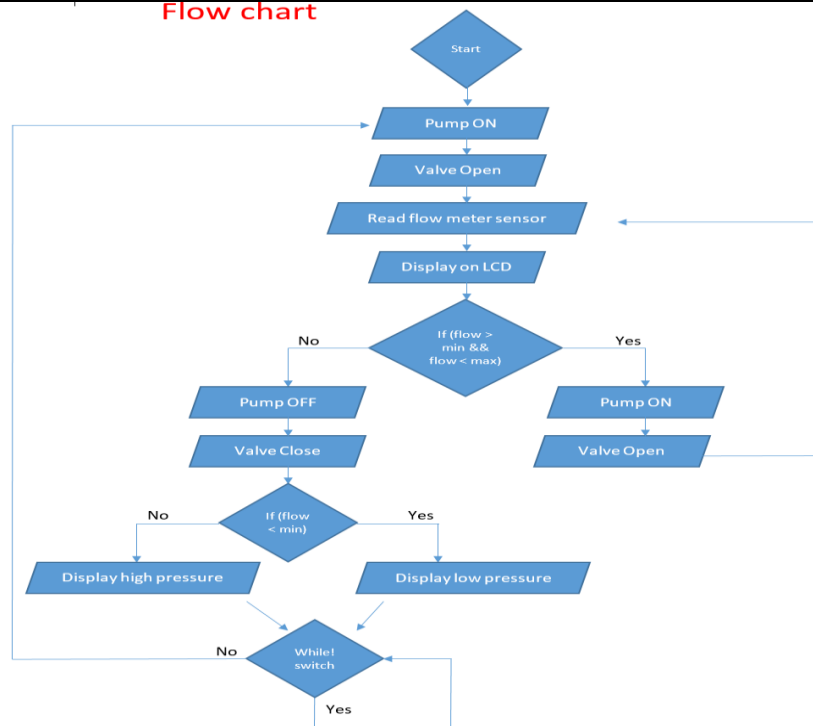 Flow chart
Start
Pump ON
Valve Open
Read flow meter sensor
Display on LCD
If (flow >
min &&
flow < max)
No
Yes
Pump OFF
Pump ON
Valve Close
Valve Open
If (flow
< min)
No
Yes
Display high pressure
Display low pressure
While!
switch
No
Yes